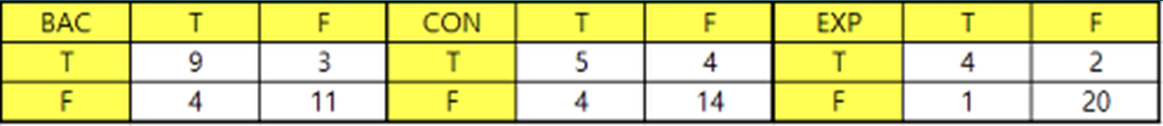 BAC T F CON T F EXP T F
T 9 3 T 5 4 T 4 2
F 4 11 F 4 14 F 1 20